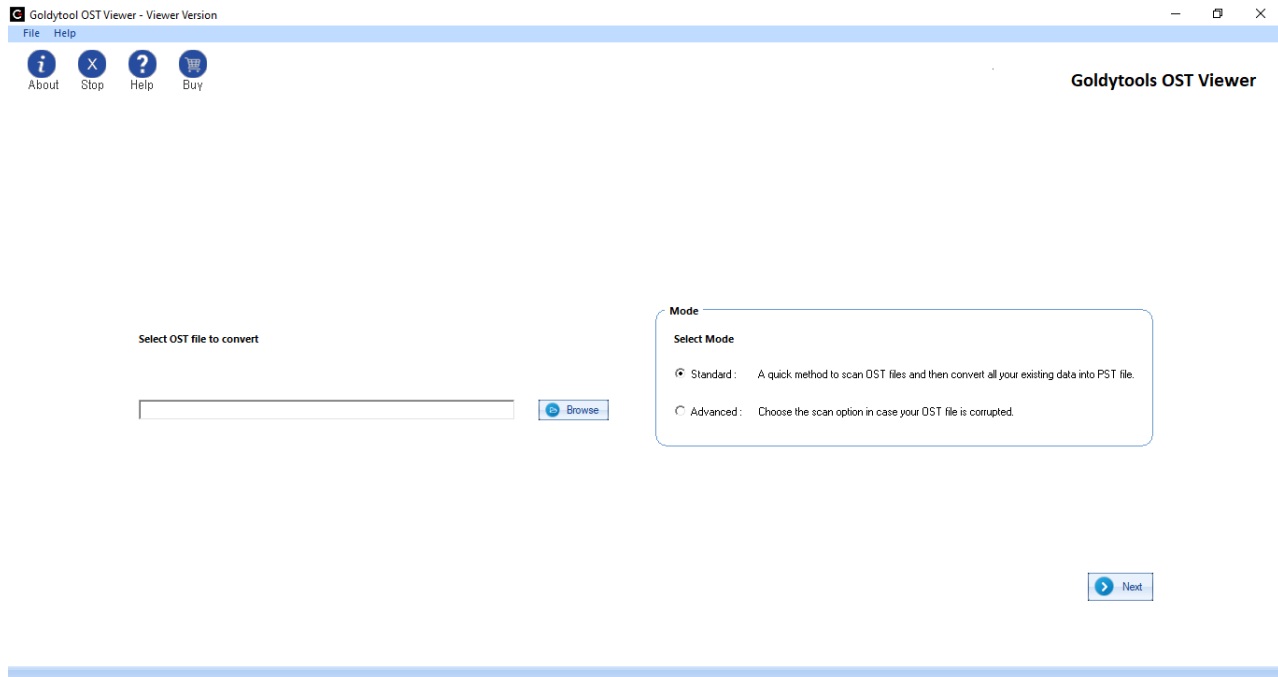 Goldytool OST Viewer - Viewer Version
File Help
About Stop Help Buy
Goldytools OST Viewer
Mode
Select OST file to convert
Select Mode
Standard : A quick method to scan OST files and then convert all your existing data into PST file.
Browse
Advanced : Choose the scan option in case your OST file is corrupted.
Next